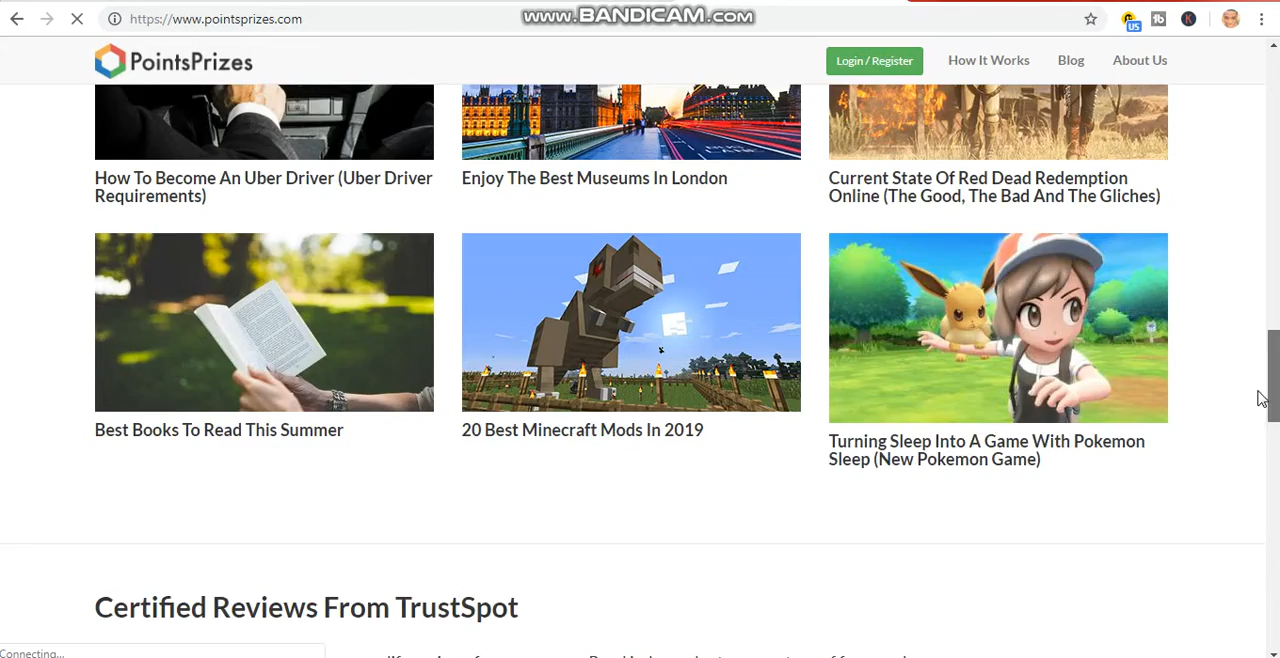 https://www.pointsprizes.com
www.BANDICAM.com
US
PointsPrizes
Login / Register
How It Works
Blog
About Us
How To Become An Uber Driver (Uber Driver
Requirements)
Enjoy The Best Museums In London
Current State Of Red Dead Redemption
Online (The Good, The Bad And The Gliches)
Best Books To Read This Summer
20 Best Minecraft Mods In 2019
Turning Sleep Into A Game With Pokemon
Sleep (New Pokemon Game)
Certified Reviews From TrustSpot
Connecting...